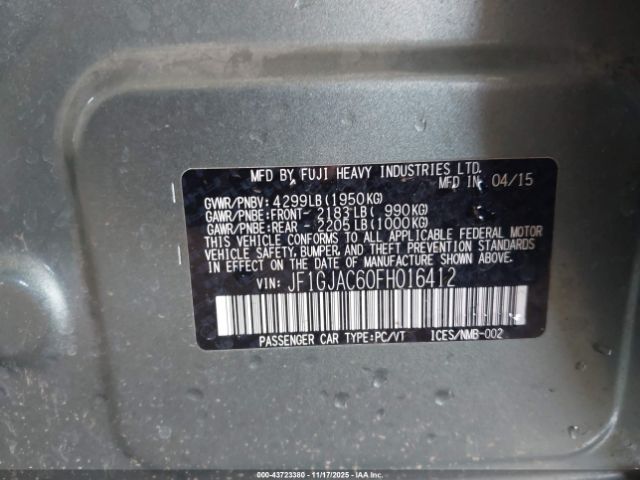 MFD BY FUJI HEAVY INDUSTRIES LTD.
MFD IN 04/15
GVWR/PNBV: 4299LB(1950KG)
GAWR/PNBE:FRONT- 2183LB( 990KG)
GAWR/PNBE:REAR - 2205LB(1000KG)
THIS VEHICLE CONFORMS TO ALL APPLICABLE FEDERAL MOTOR
VEHICLE SAFETY, BUMPER, AND THEFT PREVENTION STANDARDS
IN EFFECT ON THE DATE OF MANUFACTURE SHOWN ABOVE.
VIN: JF1GJAC60FH016412
PASSENGER CAR TYPE:PC/VT ICES/NMB-002
000-43723380 — 11/17/2025 — IAA Inc.